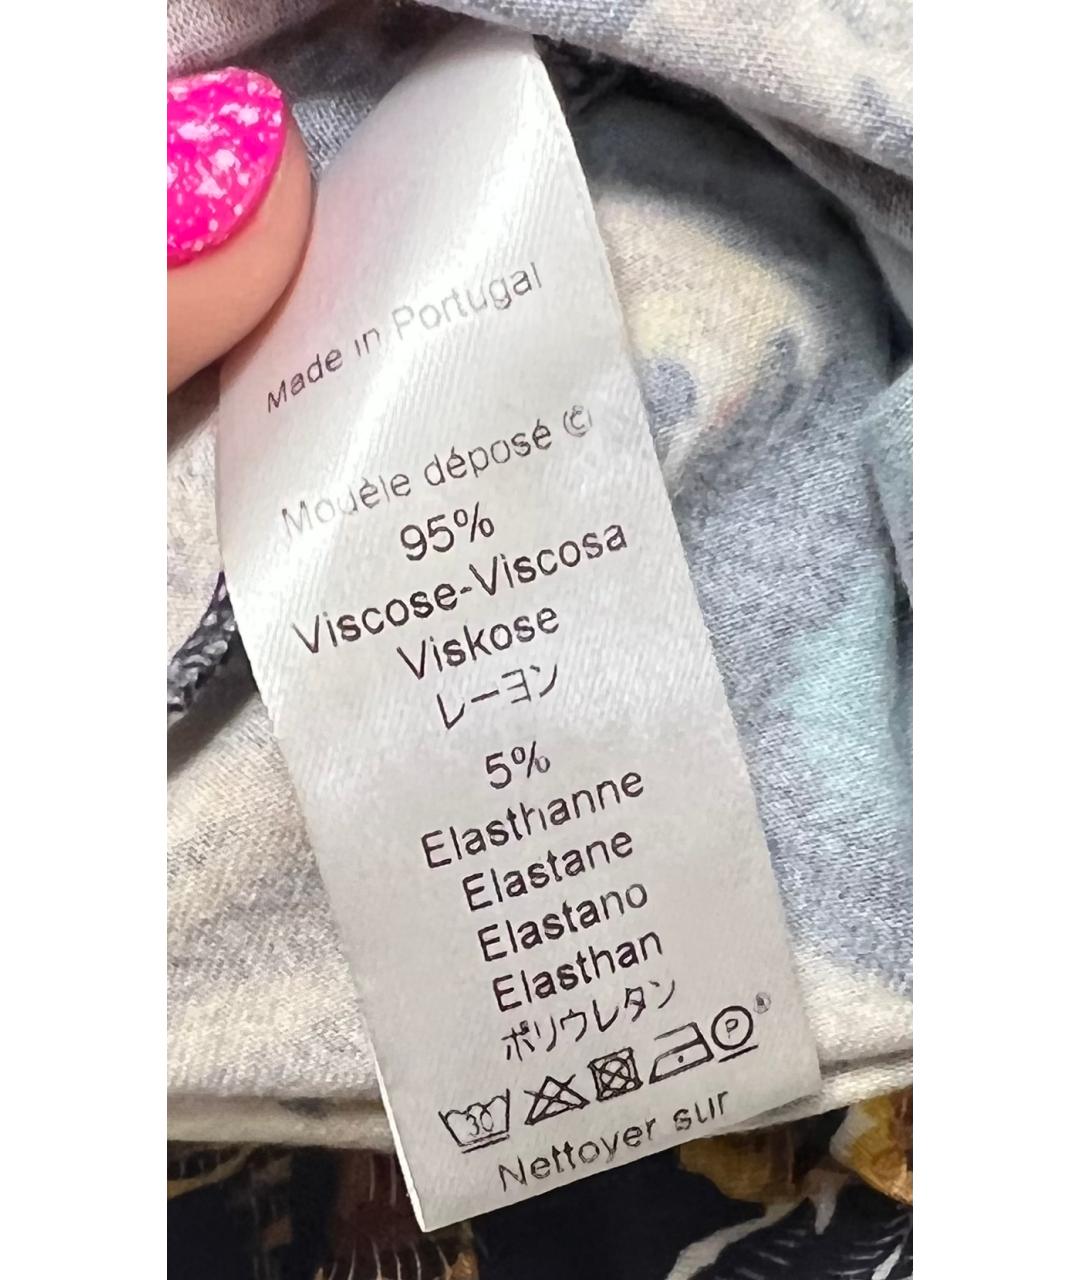 Made in Portugal
Modèle déposé ©
95%
Viscose-Viscosa
Viskose
レーヨン
5%
Elasthanne
Elastane
Elastano
Elasthan
ポリウレタン
30 P
Nettoyer sur